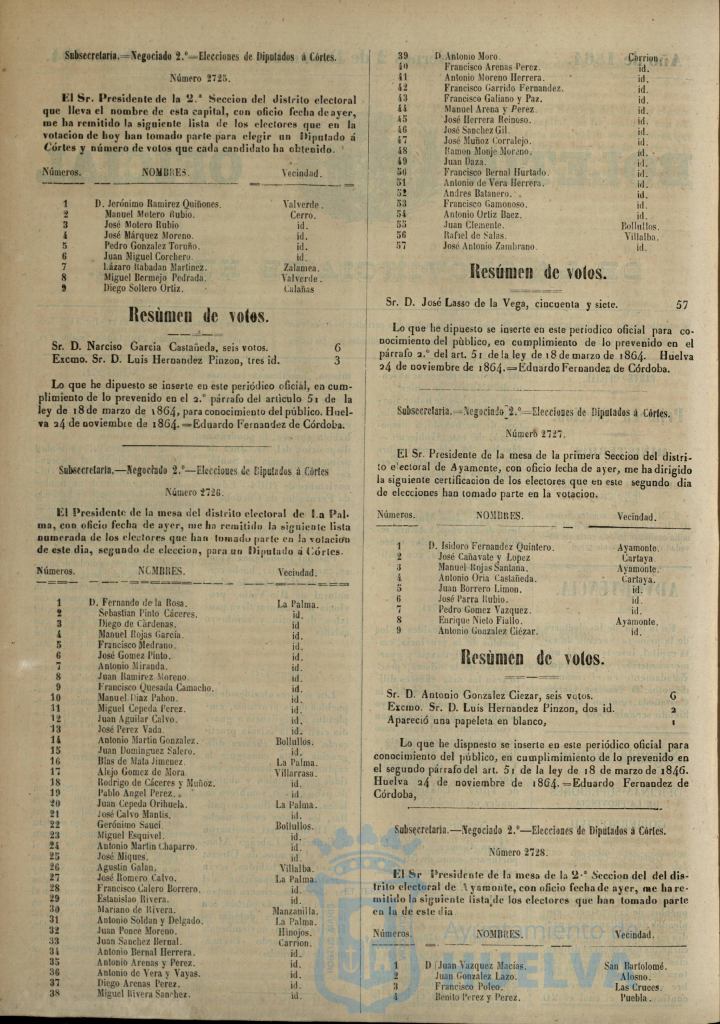 Subsecretaría.=Negociado 2.º=Elecciones de Diputados á Córtes.
Número 2725.
El Sr. Presidente de la 2.ª Seccion del distrito electoral
que lleva el nombre de esta capital, con oficio fecha de ayer,
me ha remitido la siguiente lista de los electores que en la
votacion de hoy han tomado parte para elegir un Diputado á
Córtes y número de votos que cada candidato ha obtenido.
Números. NOMBRES. Vecindad.
1 D. Jerónimo Ramirez Quiñones. Valverde.
2 Manuel Motero Rubio. Cerro.
3 José Motero Rubio id.
4 José Márquez Moreno. id.
5 Pedro Gonzalez Toruño. id.
6 Juan Miguel Corchero. id.
7 Lázaro Rabadan Martinez. Zalamea.
8 Miguel Bermejo Pedrada. Valverde.
9 Diego Soltero Ortiz. Calañas
Resùmen de votos.
Sr. D. Narciso Garcia Castañeda, seis votos. 6
Excmo. Sr. D. Luis Hernandez Pinzon, tres id. 3
Lo que he dipuesto se inserte en este periódico oficial, en cum-
plimiento de lo prevenido en el 2.º párrafo del articulo 51 de la
ley de 18 de marzo de 1864, para conocimiento del público. Huel-
va 24 de noviembre de 1864.=Eduardo Fernandez de Córdoba.
Subsecretaría.—Negociado 2.º—Elecciones de Diputados á Córtes
Número 2726.
El Presidente de la mesa del distrito electoral de La Pal-
ma, con oficio fecha de ayer, me ha remitido la siguiente lista
numerada de los electores que han tomado parte en la votacion
de este dia, segundo de eleccion, para un Diputado á Córtes.
Números. NOMBRES. Vecindad.
1 D. Fernando de la Rosa. La Palma.
2 Sebastian Pinto Cáceres. id.
3 Diego de Cárdenas. id
4 Manuel Rojas García. id.
5 Francisco Medrano. id.
6 José Gomez Pinto. id.
7 Antonio Miranda. id.
8 Juan Ramirez Moreno. id.
9 Francisco Quesada Camacho. id.
10 Manuel Diaz Pabon. id.
11 Miguel Cepeda Perez. id.
12 Juan Aguilar Calvo. id.
13 José Perez Vada. id.
14 Antonio Martin Gonzalez. Bollullos.
15 Juan Dominguez Salero. id.
16 Blas de Mata Jimenez. La Palma.
17 Alejo Gomez de Mora Villarrasa.
18 Rodrigo de Cáceres y Muñoz. id.
19 Pablo Angel Perez. id.
20 Juan Cepeda Orihuela. La Palma.
21 José Calvo Mantis. id.
22 Gerónimo Sauci. Bollullos.
23 Miguel Esquivel. id.
24 Antonio Martin Chaparro. id.
25 José Miques. id.
26 Agustin Galan. Villalba.
27 José Romero Calvo. La Palma.
28 Francisco Calero Borrero. id.
29 Estanislao Rivera. id.
30 Mariano de Rivera. Manzanilla.
31 Antonio Soldan y Delgado. La Palma.
32 Juan Ponce Moreno. Hinojos.
33 Juan Sanchez Bernal. Carrion.
34 Antonio Bernal Herrera. id.
35 Antonio Arenas y Perez. id.
36 Antonio de Vera y Vayas. id.
37 Diego Arenas Perez. id.
38 Miguel Rivera Sanchez. id.
39 D. Antonio Moro. Carrion
40 Francisco Arenas Perez. id.
41 Antonio Moreno Herrera. id.
42 Francisco Garrido Fernandez. id.
43 Francisco Galiano y Paz. id.
44 Manuel Arena y Perez. id.
45 José Herrera Reinoso. id.
46 José Sanchez Gil. id.
47 José Muñoz Corralejo. id.
48 Ramon Monje Moreno. id.
49 Juan Daza. id.
50 Francisco Bernal Hurtado. id.
51 Antonio de Vera Herrera. id.
52 Andres Batanero. id.
53 Francisco Gamonoso. id.
54 Antonio Ortiz Baez. id.
55 Juan Clemente. Bollullos.
56 Rafiel de Salas. Villalba.
57 José Antonio Zambrano. id.
Resúmen de votos.
Sr. D. José Lasso de la Vega, cincuenta y siete. 57
Lo que he dipuesto se inserte en este periodico oficial para co-
nocimiento del pùblico, en cumplimiento de lo prevenido en el
párrafo 2.º del art. 51 de la ley de 18 de marzo de 1864. Huelva
24 de noviembre de 1864.=Eduardo Fernandez de Córdoba.
Subsecretaría.=Negociado 2.º=Elecciones de Diputados á Córtes.
Número 2727.
El Sr. Presidente de la mesa de la primera Seccion del distri-
to electoral de Ayamonte, con oficio fecha de ayer, me ha dirigido
la siguiente certificacion de los electores que en este segundo dia
de elecciones han tomado parte en la votacion.
Números. NOMBRES. Vecindad.
1 D. Isidoro Fernandez Quintero. Ayamonte.
2 José Cañavate y Lopez Cartaya
3 Manuel Rojas Santana. Ayamonte.
4 Antonio Oria Castañeda. Cartaya.
5 Juan Borrero Limon. id.
6 José Parra Rubio. id.
7 Pedro Gomez Vazquez. id.
8 Enrique Nieto Fiallo. Ayamonte.
9 Antonio Gonzalez Ciézar. id.
Resùmen de votos.
Sr. D. Antonio Gonzalez Ciezar, seis votos. 6
Excmo. Sr. D. Luis Hernandez Pinzon, dos id. 2
Apareció una papeleta en blanco, 1
Lo que he dispnesto se inserte en este periódico oficial para
conocimiento del público, en cumplimimiento de lo prevenido en
el segundo párrafo del art. 51 de la ley de 18 de marzo de 1846.
Huelva 24 de noviembre de 1864.=Eduardo Fernandez de
Córdoba,
Subsecretaria.—Negociado 2.º—Elecciones de Diputados à Córtes.
Número 2728.
El Sr Presidente de la mesa de la 2.ª Seccion del del dis-
trito electoral de Ayamonte, con oficio fecha de ayer, me ha re-
mitido la siguiente lista de los electores que han tomado parte
en la de este dia
Números. NOMBRES. Vecindad.
1 D Juan Vazquez Macías. San Bartolomé.
2 Juan Gonzalez Lazo. Alosno.
3 Francisco Poleo. Las Cruces.
4 Benito Perez y Perez. Puebla.
Ayuntamiento de
HUELVA